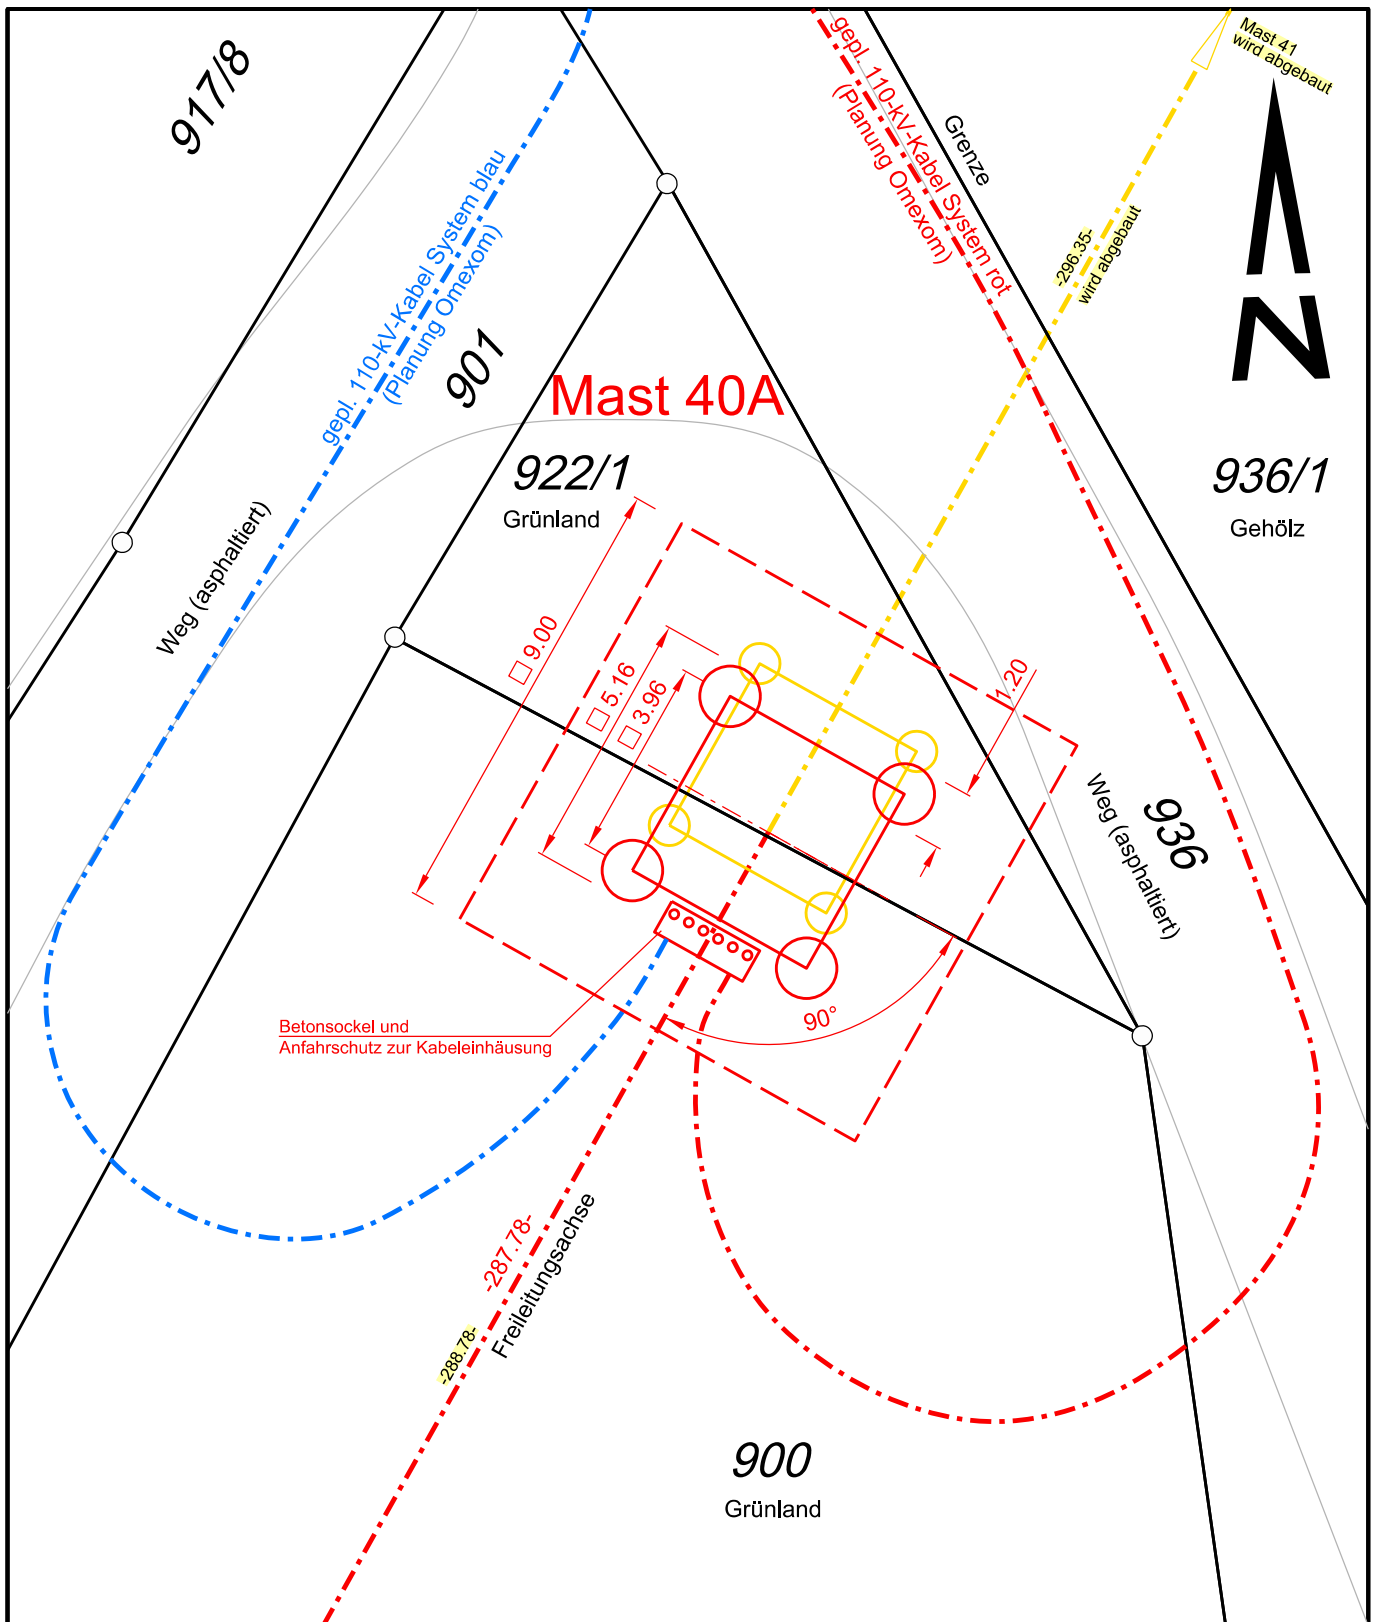 917/8
gepl. 110-kV-Kabel System blau
(Planung Omexom)
901
gepl. 110-kV-Kabel System rot
(Planung Omexom)
Grenze
Mast 41
wird abgebaut
-296.35-
wird abgebaut
N
Mast 40A
922/1
Grünland
936/1
Gehölz
Weg (asphaltiert)
□ 9.00
□ 5.16
□ 3.96
1.20
936
Weg (asphaltiert)
90°
Betonsockel und
Anfahrschutz zur Kabeleinhäusung
-287.78-
Freileitungsachse
-288.78-
900
Grünland